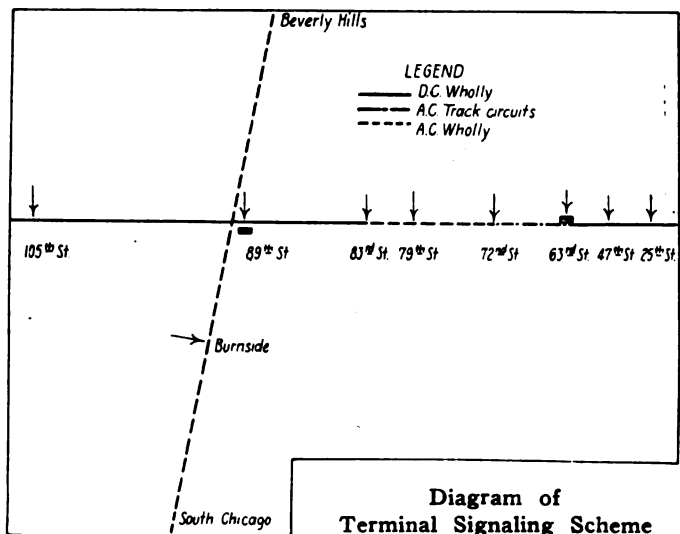 Beverly Hills
LEGEND
D.C. Wholly
A.C. Track circuits
A.C. Wholly
105th St.
89th St
83rd St.
79th St.
72nd St.
63rd St.
47th St.
25th St.
Burnside
South Chicago
Diagram of
Terminal Signaling Scheme